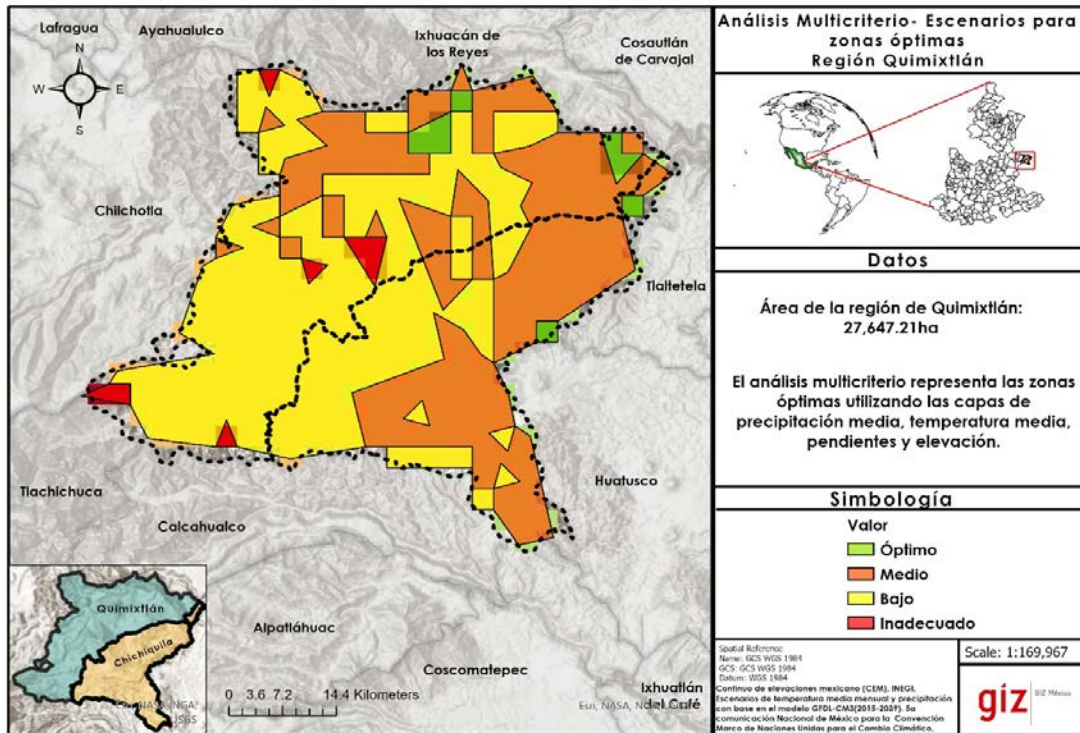 Lafragua
Ayahualulco
Ixhuacán de
los Reyes
Cosautlán
de Carvajal
N
W
E
S
Chilchotla
Tlaltetela
Huatusco
Tlachichuca
Calcahualco
Alpatláhuac
Coscomatepec
Ixhuatlán
del Café
Quimixtlán
Chichiquila
Esri, NASA, NGA,
USGS
0 3.6 7.2 14.4 Kilometers
Esri, NASA, NGA, USGS
Análisis Multicriterio- Escenarios para
zonas óptimas
Región Quimixtlán
Datos
Área de la región de Quimixtlán:
27,647.21ha
El análisis multicriterio representa las zonas
óptimas utilizando las capas de
precipitación media, temperatura media,
pendientes y elevación.
Simbología
Valor
Óptimo
Medio
Bajo
Inadecuado
Spatial Reference
Name: GCS WGS 1984
GCS: GCS WGS 1984
Datum: WGS 1984
Continuo de elevaciones mexicano (CEM), INEGI.
Escenarios de temperatura media mensual y precipitación
con base en el modelo GFDL-CM3(2015-2039). 5a
comunicación Nacional de México para la Convención
Marco de Naciones Unidas para el Cambio Climático.
Scale: 1:169,967
giz
GIZ México